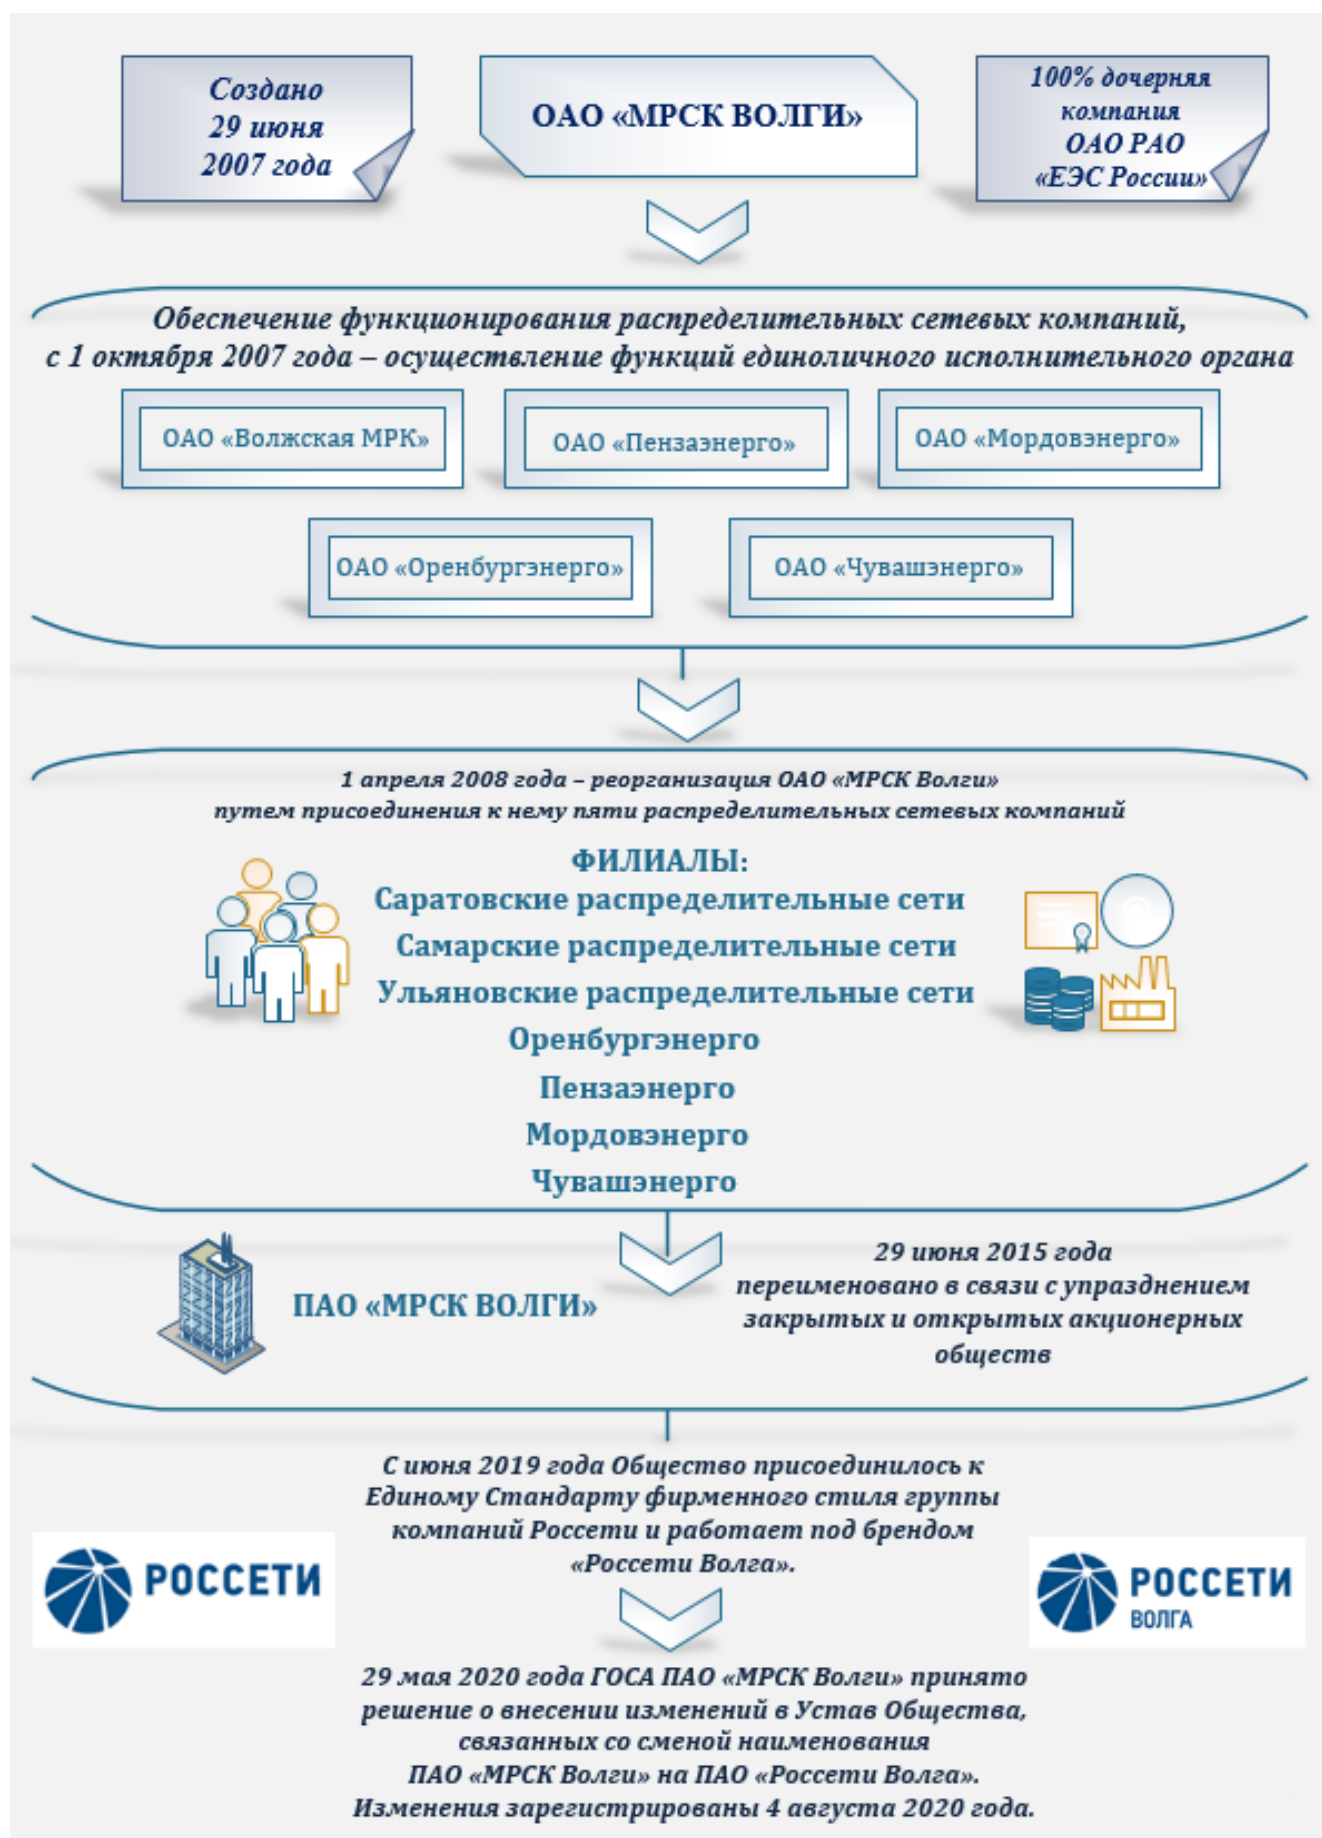 Создано
29 июня
2007 года
ОАО «МРСК ВОЛГИ»
100% дочерняя
компания
ОАО РАО
«ЕЭС России»
Обеспечение функционирования распределительных сетевых компаний,
с 1 октября 2007 года – осуществление функций единоличного исполнительного органа
ОАО «Волжская МРК»
ОАО «Пензаэнерго»
ОАО «Мордовэнерго»
ОАО «Оренбургэнерго»
ОАО «Чувашэнерго»
1 апреля 2008 года – реорганизация ОАО «МРСК Волги»
путем присоединения к нему пяти распределительных сетевых компаний
ФИЛИАЛЫ:
Саратовские распределительные сети
Самарские распределительные сети
Ульяновские распределительные сети
Оренбургэнерго
Пензаэнерго
Мордовэнерго
Чувашэнерго
ПАО «МРСК ВОЛГИ»
29 июня 2015 года
переименовано в связи с упразднением
закрытых и открытых акционерных
обществ
С июня 2019 года Общество присоединилось к
Единому Стандарту фирменного стиля группы
компаний Россети и работает под брендом
«Россети Волга».
РОССЕТИ
РОССЕТИ
ВОЛГА
29 мая 2020 года ГОСА ПАО «МРСК Волги» принято
решение о внесении изменений в Устав Общества,
связанных со сменой наименования
ПАО «МРСК Волги» на ПАО «Россети Волга».
Изменения зарегистрированы 4 августа 2020 года.